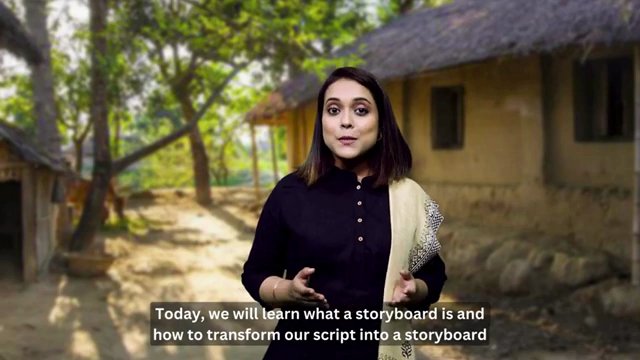 Today, we will learn what a storyboard is and
how to transform our script into a storyboard